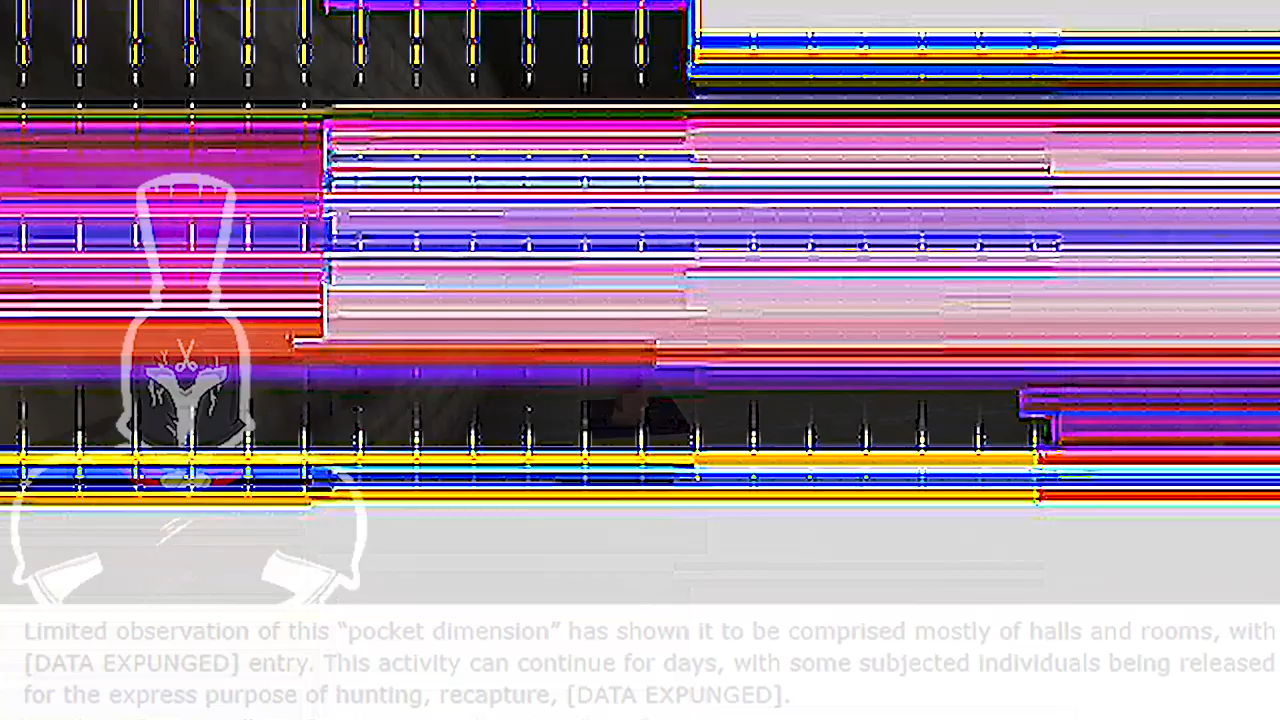 Limited observation of this “pocket dimension” has shown it to be comprised mostly of halls and rooms, with
[DATA EXPUNGED] entry. This activity can continue for days, with some subjected individuals being released
for the express purpose of hunting, recapture, [DATA EXPUNGED].